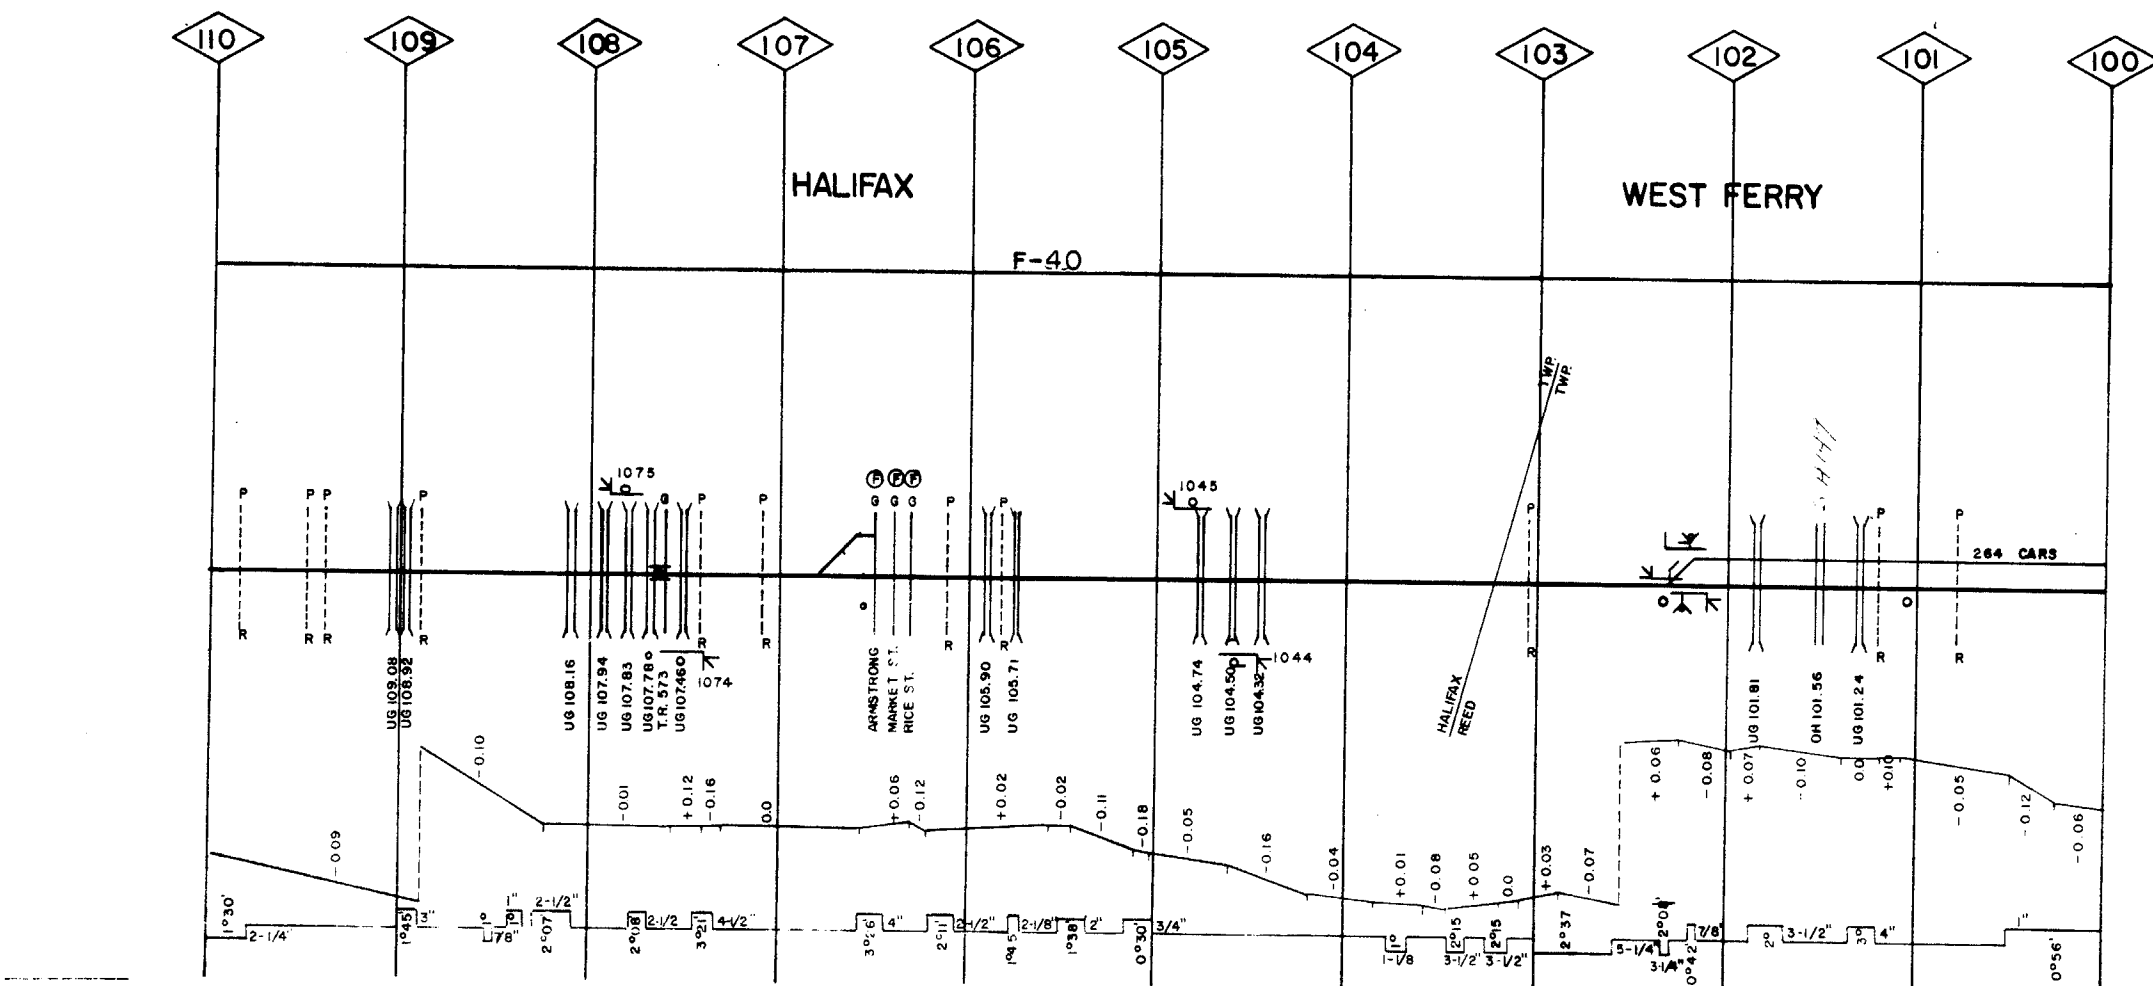 110 109 108 107 106 105 104 103 102 101 100
HALIFAX
WEST FERRY
F-40
TWP.
TWP.
1075
1045
F F F
P P P P G P P G G G P P P P P
264 CARS
R R R R R R R R R R R
1074
1044
HALIFAX
REED
UG 109.08
UG 108.92
UG 108.16
UG 107.94
UG 107.83
UG 107.78
T.R. 573
UG 107.46
ARMSTRONG
MARKET ST.
RICE ST.
UG 105.90
UG 105.71
UG 104.74
UG 104.50
UG 104.32
UG 101.81
OH 101.56
UG 101.24
-0.09
-0.10
-0.01
+0.12
-0.16
0.0
+0.06
-0.12
+0.02
-0.02
-0.11
-0.18
-0.05
-0.16
-0.04
+0.01
-0.08
+0.05
0.0
+0.03
-0.07
+0.06
-0.08
+0.07
-0.10
0.0
+0.10
-0.05
-0.12
-0.06
1°30'
2-1/4"
1°45'
3"
1°
7/8"
1°
1"
2-1/2"
2°07'
2°08'
2-1/2
3°21'
4-1/2"
3°26'
4"
2°11'
2-1/2"
1°45'
2-1/8"
1°38'
2"
0°30'
3/4"
1°
1-1/8
2°15
3-1/2"
2°15
3-1/2"
2°37
5-1/4"
2°04'
3-1/4"
0°42'
7/8'
2°
3-1/2"
3°
4"
1"
0°56'